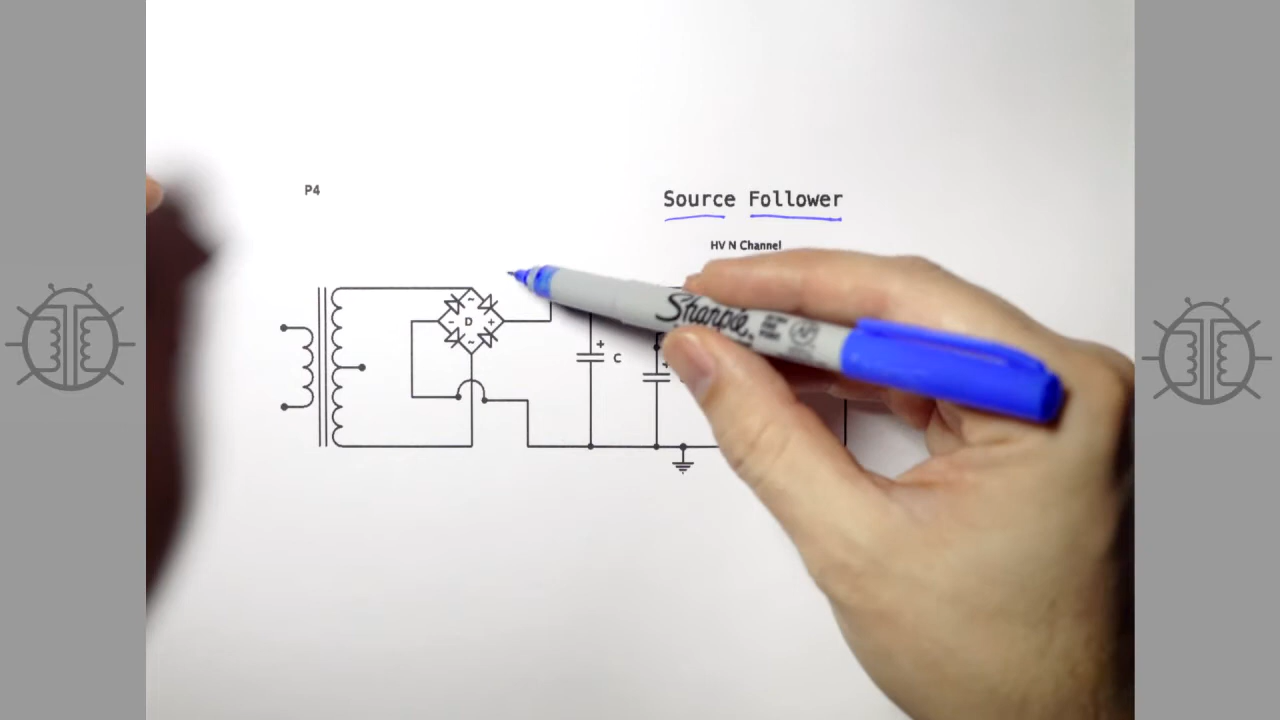 P4
Source Follower
HV N Channel
~
- D +
~
+
C
+
Sharpie